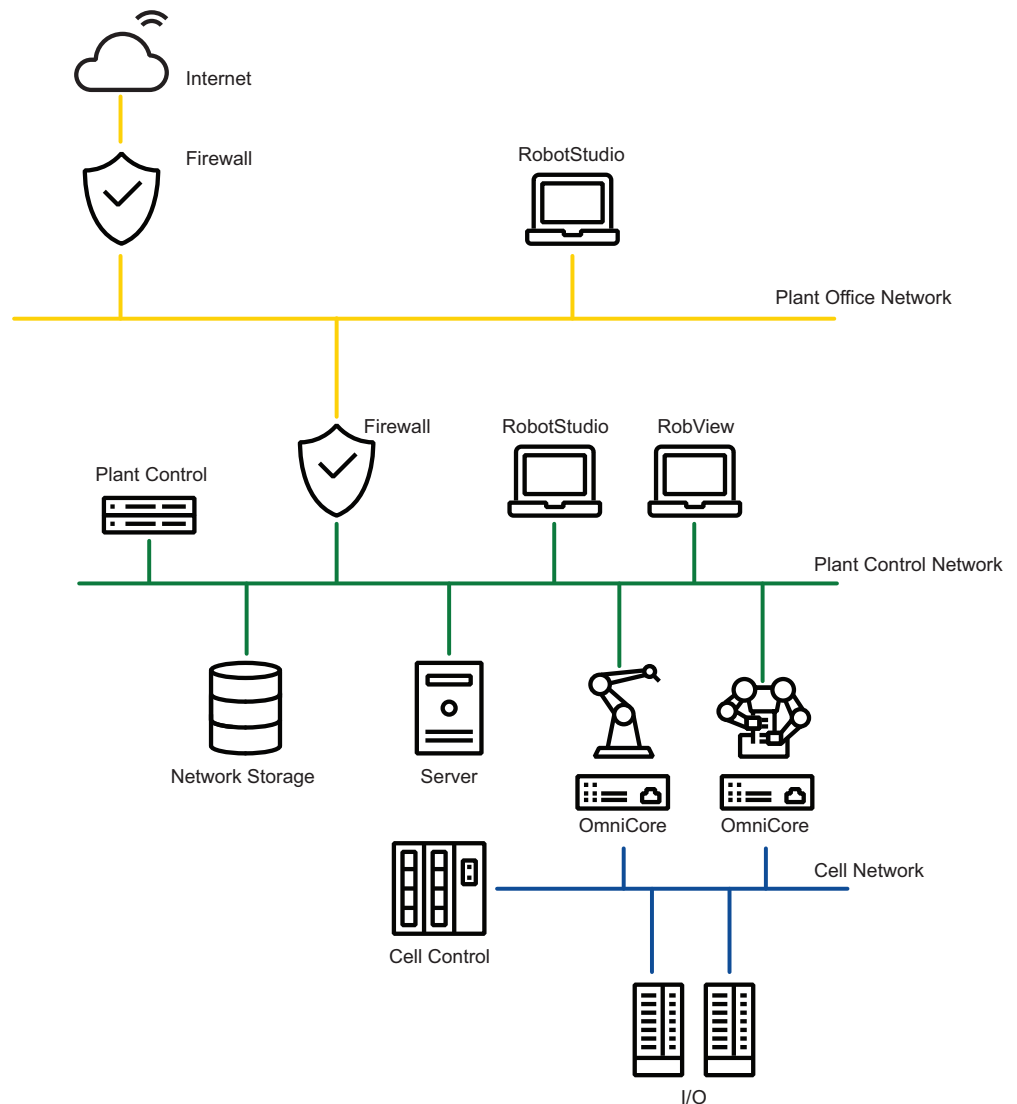 Internet
Firewall
RobotStudio
Plant Office Network
Firewall
RobotStudio
RobView
Plant Control
Plant Control Network
Network Storage
Server
OmniCore
OmniCore
Cell Network
Cell Control
I/O